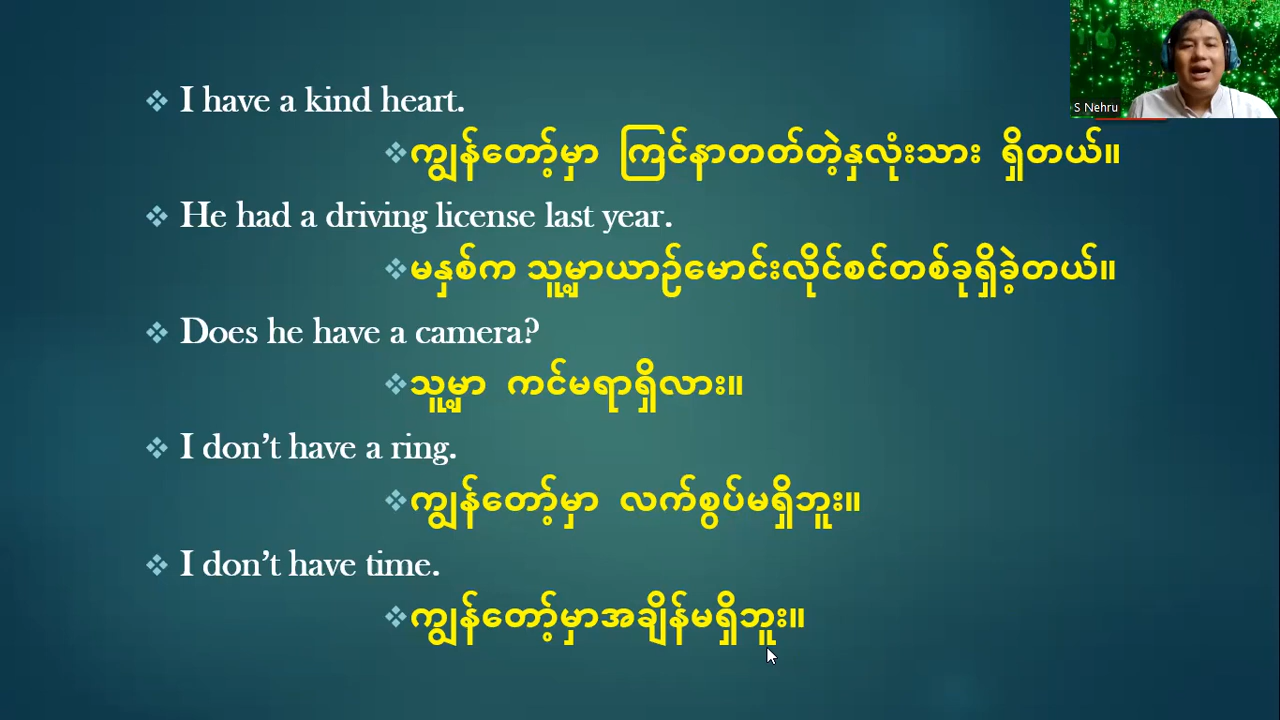 S Nehru
I have a kind heart.
ကျွန်တော့်မှာ ကြင်နာတတ်တဲ့နှလုံးသား ရှိတယ်။
He had a driving license last year.
မနှစ်က သူ့မှာယာဉ်မောင်းလိုင်စင်တစ်ခုရှိခဲ့တယ်။
Does he have a camera?
သူ့မှာ ကင်မရာရှိလား။
I don't have a ring.
ကျွန်တော့်မှာ လက်စွပ်မရှိဘူး။
I don't have time.
ကျွန်တော့်မှာအချိန်မရှိဘူး။